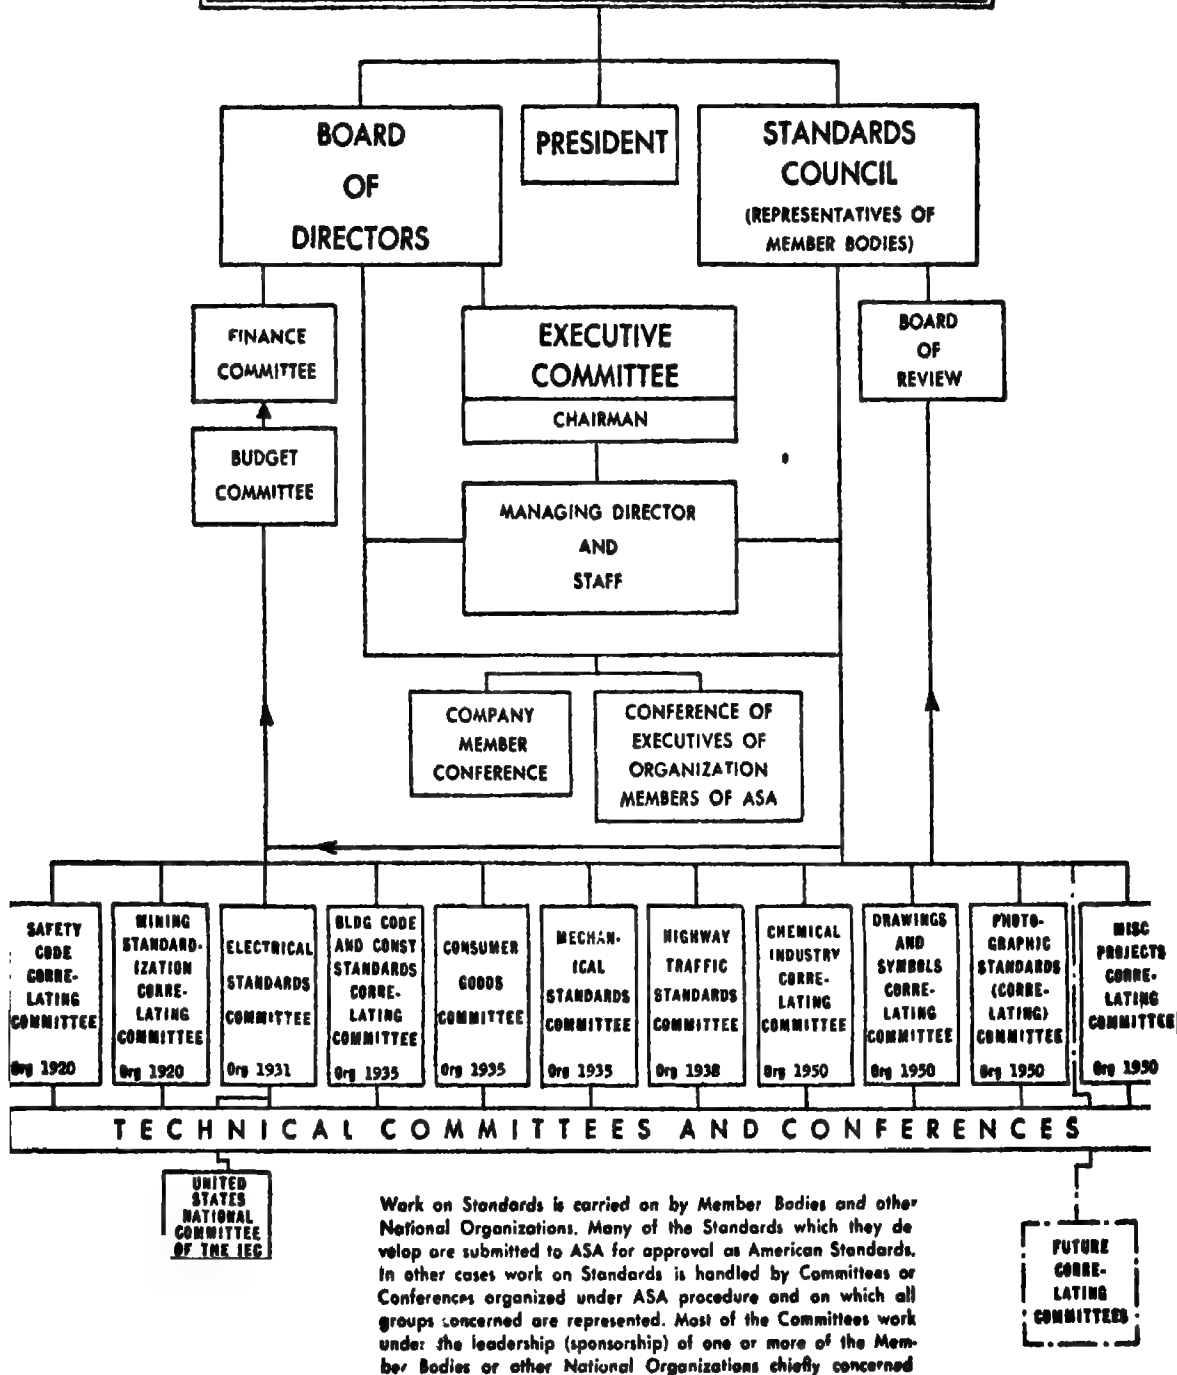 BOARD
OF
DIRECTORS
PRESIDENT
STANDARDS
COUNCIL
(REPRESENTATIVES OF
MEMBER BODIES)
FINANCE
COMMITTEE
EXECUTIVE
COMMITTEE
CHAIRMAN
BOARD
OF
REVIEW
BUDGET
COMMITTEE
MANAGING DIRECTOR
AND
STAFF
COMPANY
MEMBER
CONFERENCE
CONFERENCE OF
EXECUTIVES OF
ORGANIZATION
MEMBERS OF ASA
SAFETY
CODE
CORRE-
LATING
COMMITTEE
Org 1920
MINING
STANDARD-
IZATION
CORRE-
LATING
COMMITTEE
Org 1920
ELECTRICAL
STANDARDS
COMMITTEE
Org 1931
BLDG CODE
AND CONST
STANDARDS
CORRE-
LATING
COMMITTEE
Org 1935
CONSUMER
GOODS
COMMITTEE
Org 1935
MECHAN-
ICAL
STANDARDS
COMMITTEE
Org 1935
HIGHWAY
TRAFFIC
STANDARDS
COMMITTEE
Org 1938
CHEMICAL
INDUSTRY
CORRE-
LATING
COMMITTEE
Org 1950
DRAWINGS
AND
SYMBOLS
CORRE-
LATING
COMMITTEE
Org 1950
PHOTO-
GRAPHIC
STANDARDS
(CORRE-
LATING)
COMMITTEE
Org 1950
MISC
PROJECTS
CORRE-
LATING
COMMITTEE
Org 1950
TECHNICAL COMMITTEES AND CONFERENCES
UNITED
STATES
NATIONAL
COMMITTEE
OF THE IEC
Work on Standards is carried on by Member Bodies and other
National Organizations. Many of the Standards which they de
velop are submitted to ASA for approval as American Standards.
In other cases work on Standards is handled by Committees or
Conferences organized under ASA procedure and on which all
groups concerned are represented. Most of the Committees work
under the leadership (sponsorship) of one or more of the Mem-
ber Bodies or other National Organizations chiefly concerned
FUTURE
CORRE-
LATING
COMMITTEES